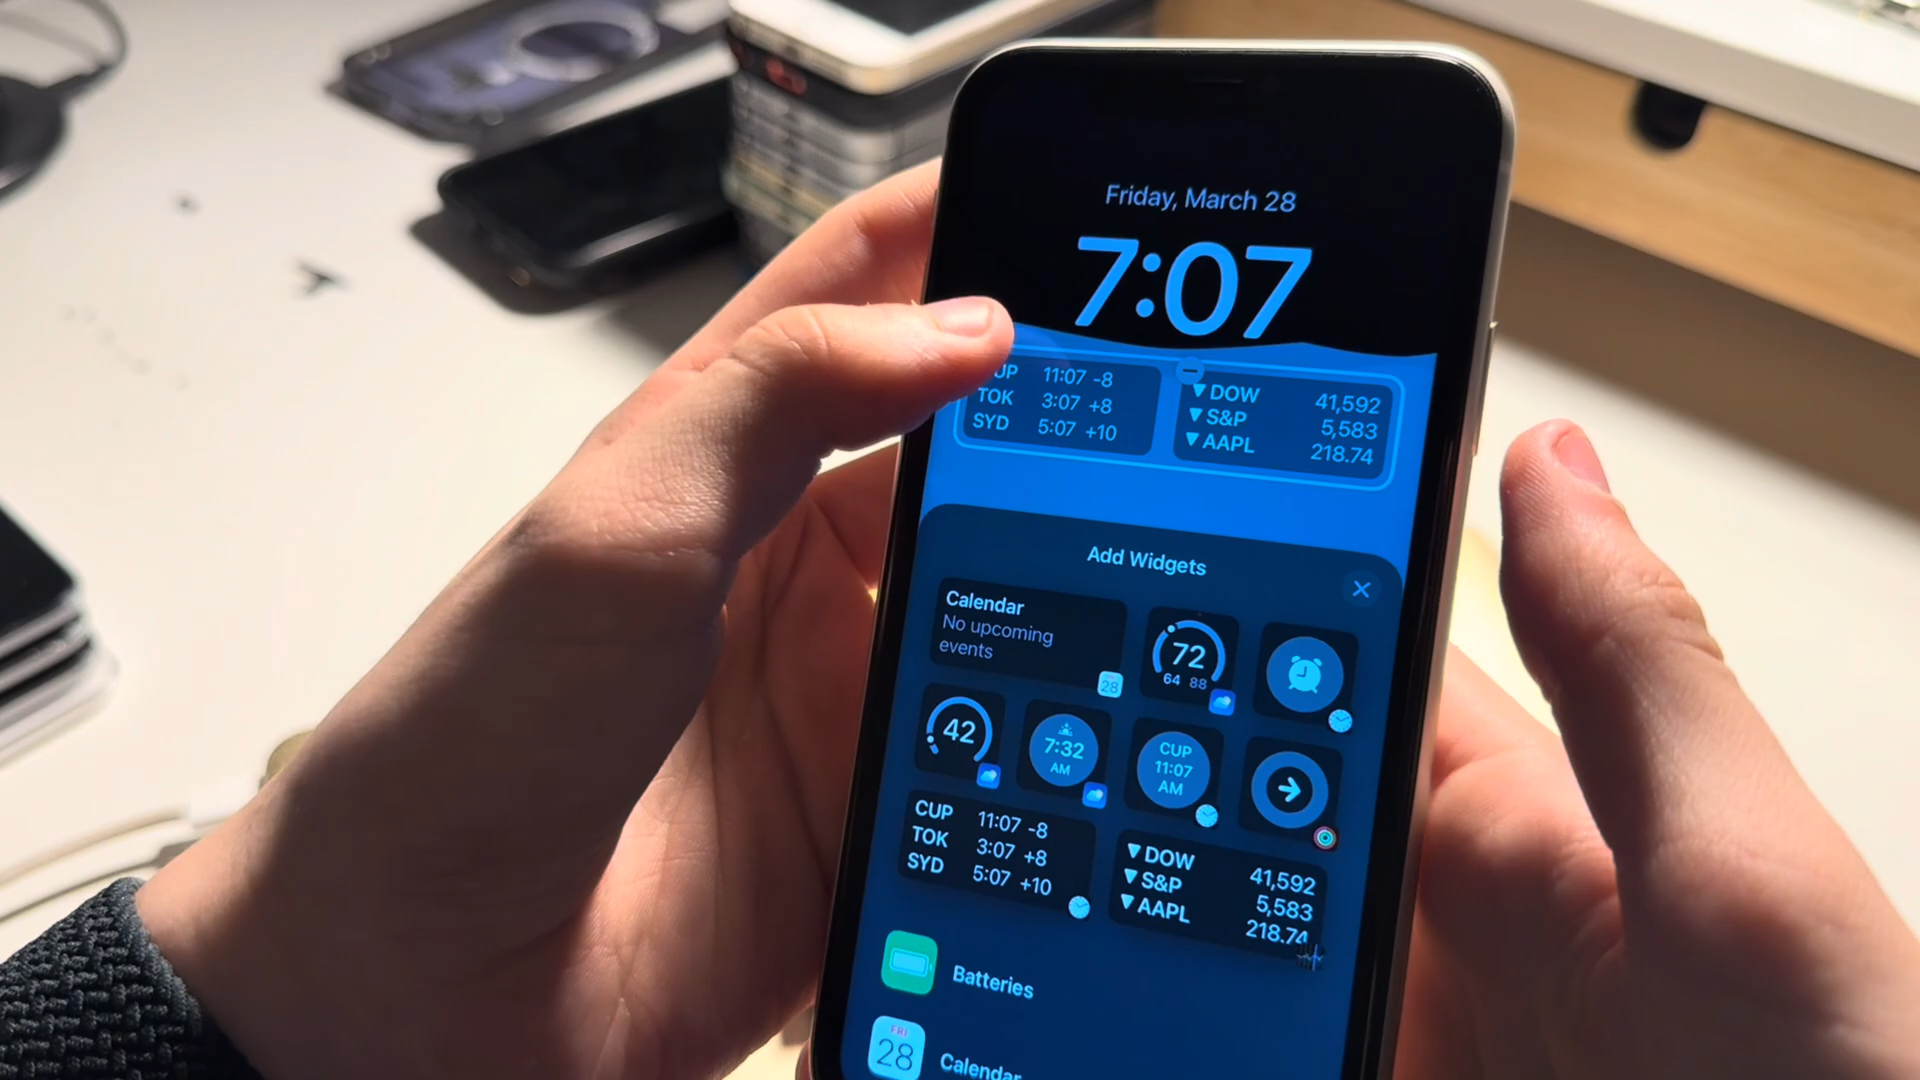 Friday, March 28
7:07
UP 11:07 -8
TOK 3:07 +8
SYD 5:07 +10
▼DOW 41,592
▼S&P 5,583
▼AAPL 218.74
Add Widgets
Calendar
No upcoming
events
28
72
64 88
42
7:32
AM
CUP
11:07
AM
CUP 11:07 -8
TOK 3:07 +8
SYD 5:07 +10
▼DOW 41,592
▼S&P 5,583
▼AAPL 218.74
Batteries
FRI
28
Calendar